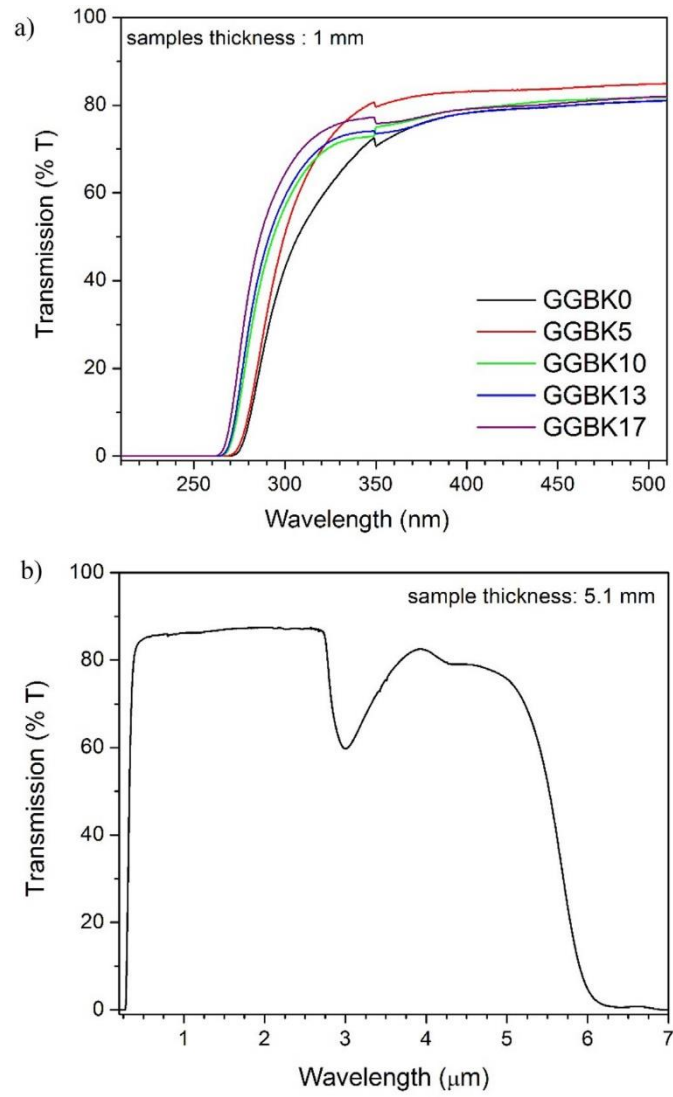 a)
samples thickness : 1 mm
Transmission (% T)
100
80
60
40
20
0
GGBK0
GGBK5
GGBK10
GGBK13
GGBK17
250 300 350 400 450 500
Wavelength (nm)
b)
sample thickness: 5.1 mm
Transmission (% T)
100
80
60
40
20
0
1 2 3 4 5 6 7
Wavelength (μm)